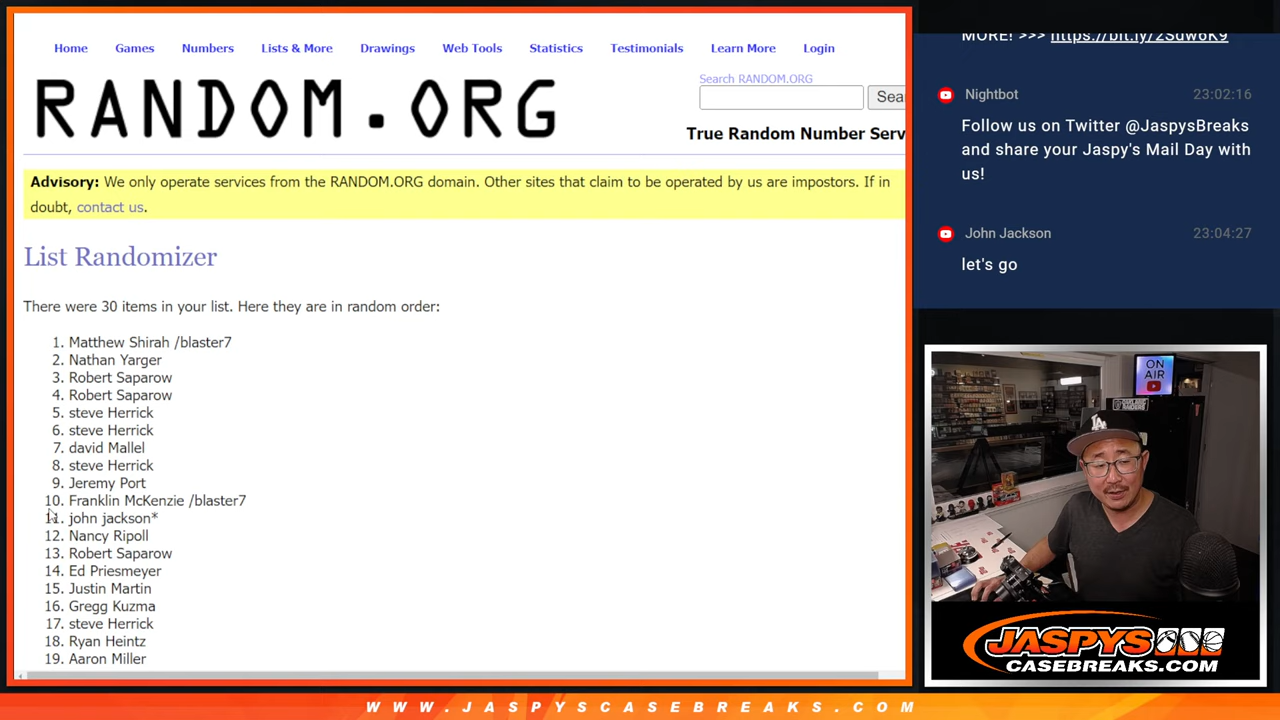 Home Games Numbers Lists & More Drawings Web Tools Statistics Testimonials Learn More Login
RANDOM.ORG
Search RANDOM.ORG
Sea
True Random Number Serv
Advisory: We only operate services from the RANDOM.ORG domain. Other sites that claim to be operated by us are impostors. If in
doubt, contact us.
List Randomizer
There were 30 items in your list. Here they are in random order:
1. Matthew Shirah /blaster7
2. Nathan Yarger
3. Robert Saparow
4. Robert Saparow
5. steve Herrick
6. steve Herrick
7. david Mallel
8. steve Herrick
9. Jeremy Port
10. Franklin McKenzie /blaster7
11. john jackson*
12. Nancy Ripoll
13. Robert Saparow
14. Ed Priesmeyer
15. Justin Martin
16. Gregg Kuzma
17. steve Herrick
18. Ryan Heintz
19. Aaron Miller
MORE! >>> https://bit.ly/2Sdw6K9
Nightbot 23:02:16
Follow us on Twitter @JaspysBreaks
and share your Jaspy's Mail Day with
us!
John Jackson 23:04:27
let's go
ON
AIR
LA
JASPYS
CASEBREAKS.COM
WWW.JASPYSCASEBREAKS.COM